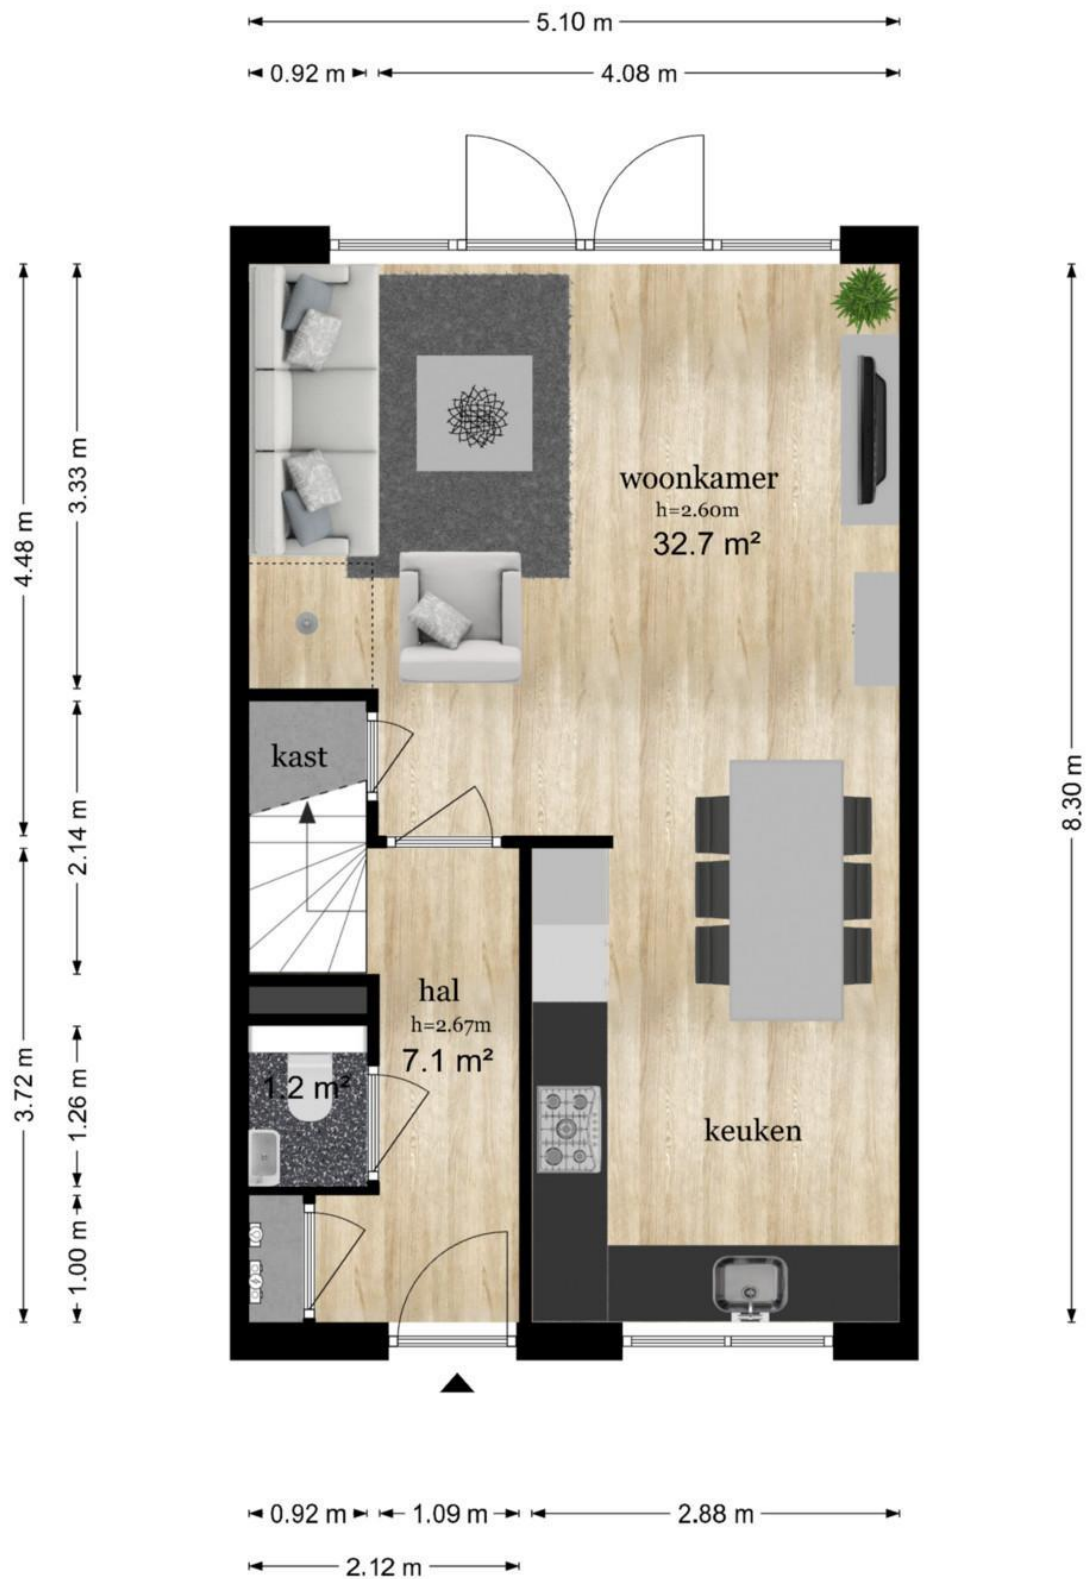 5.10 m
0.92 m
4.08 m
4.48 m
3.33 m
woonkamer
h=2.60m
32.7 m²
8.30 m
kast
2.14 m
hal
h=2.67m
7.1 m²
3.72 m
1.26 m
1.2 m²
keuken
1.00 m
0.92 m
1.09 m
2.88 m
2.12 m